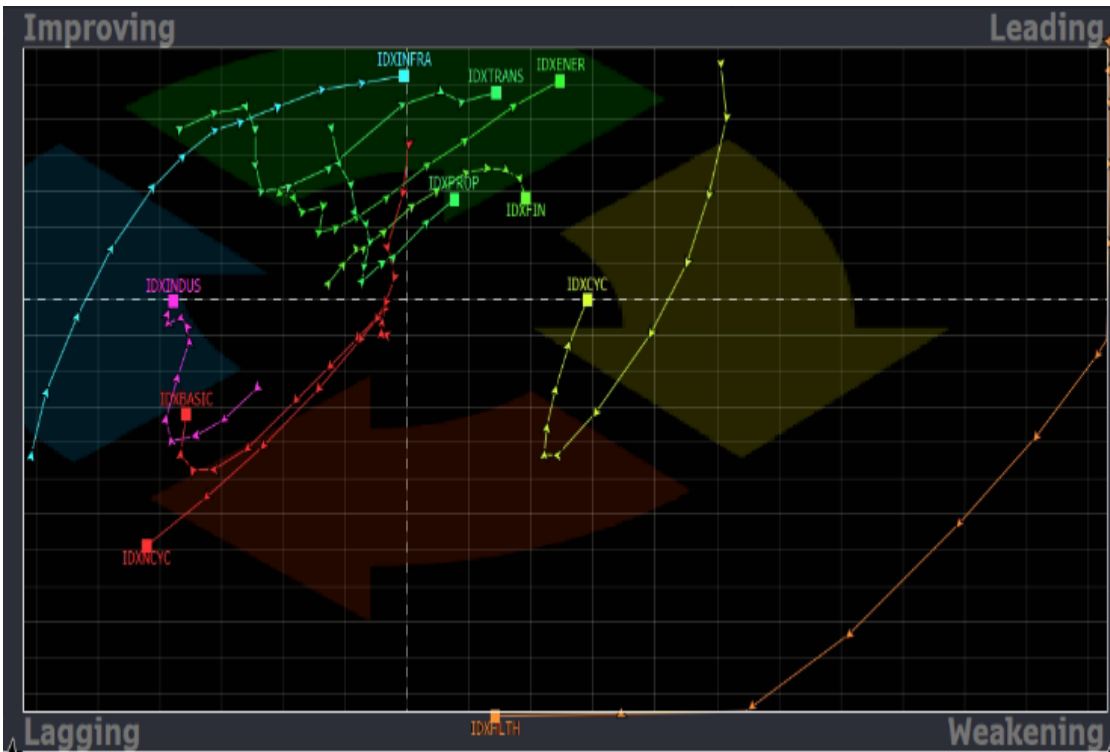 Improving
Leading
IDXINFRA
IDXENER
IDXTRANS
IDXPROP
IDXFIN
IDXINDUS
IDXCYC
IDXBASIC
IDXNCYC
IDXHLTH
Lagging
Weakening